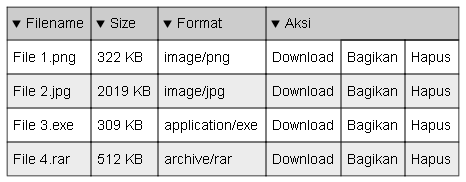 ▼ Filename ▼ Size ▼ Format ▼ Aksi
File 1.png 322 KB image/png Download Bagikan Hapus
File 2.jpg 2019 KB image/jpg Download Bagikan Hapus
File 3.exe 309 KB application/exe Download Bagikan Hapus
File 4.rar 512 KB archive/rar Download Bagikan Hapus